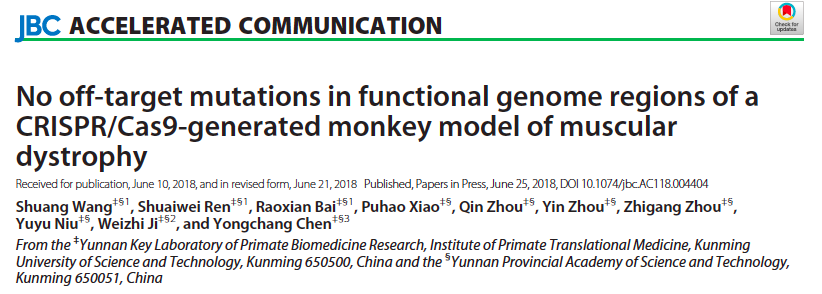 JBC ACCELERATED COMMUNICATION
Check for
updates
No off-target mutations in functional genome regions of a
CRISPR/Cas9-generated monkey model of muscular
dystrophy
Received for publication, June 10, 2018, and in revised form, June 21, 2018 Published, Papers in Press, June 25, 2018, DOI 10.1074/jbc.AC118.004404
Shuang Wang‡§1, Shuaiwei Ren‡§1, Raoxian Bai‡§1, Puhao Xiao‡§, Qin Zhou‡§, Yin Zhou‡§, Zhigang Zhou‡§,
Yuyu Niu‡§, Weizhi Ji‡§2, and Yongchang Chen‡§3
From the ‡Yunnan Key Laboratory of Primate Biomedicine Research, Institute of Primate Translational Medicine, Kunming
University of Science and Technology, Kunming 650500, China and the §Yunnan Provincial Academy of Science and Technology,
Kunming 650051, China